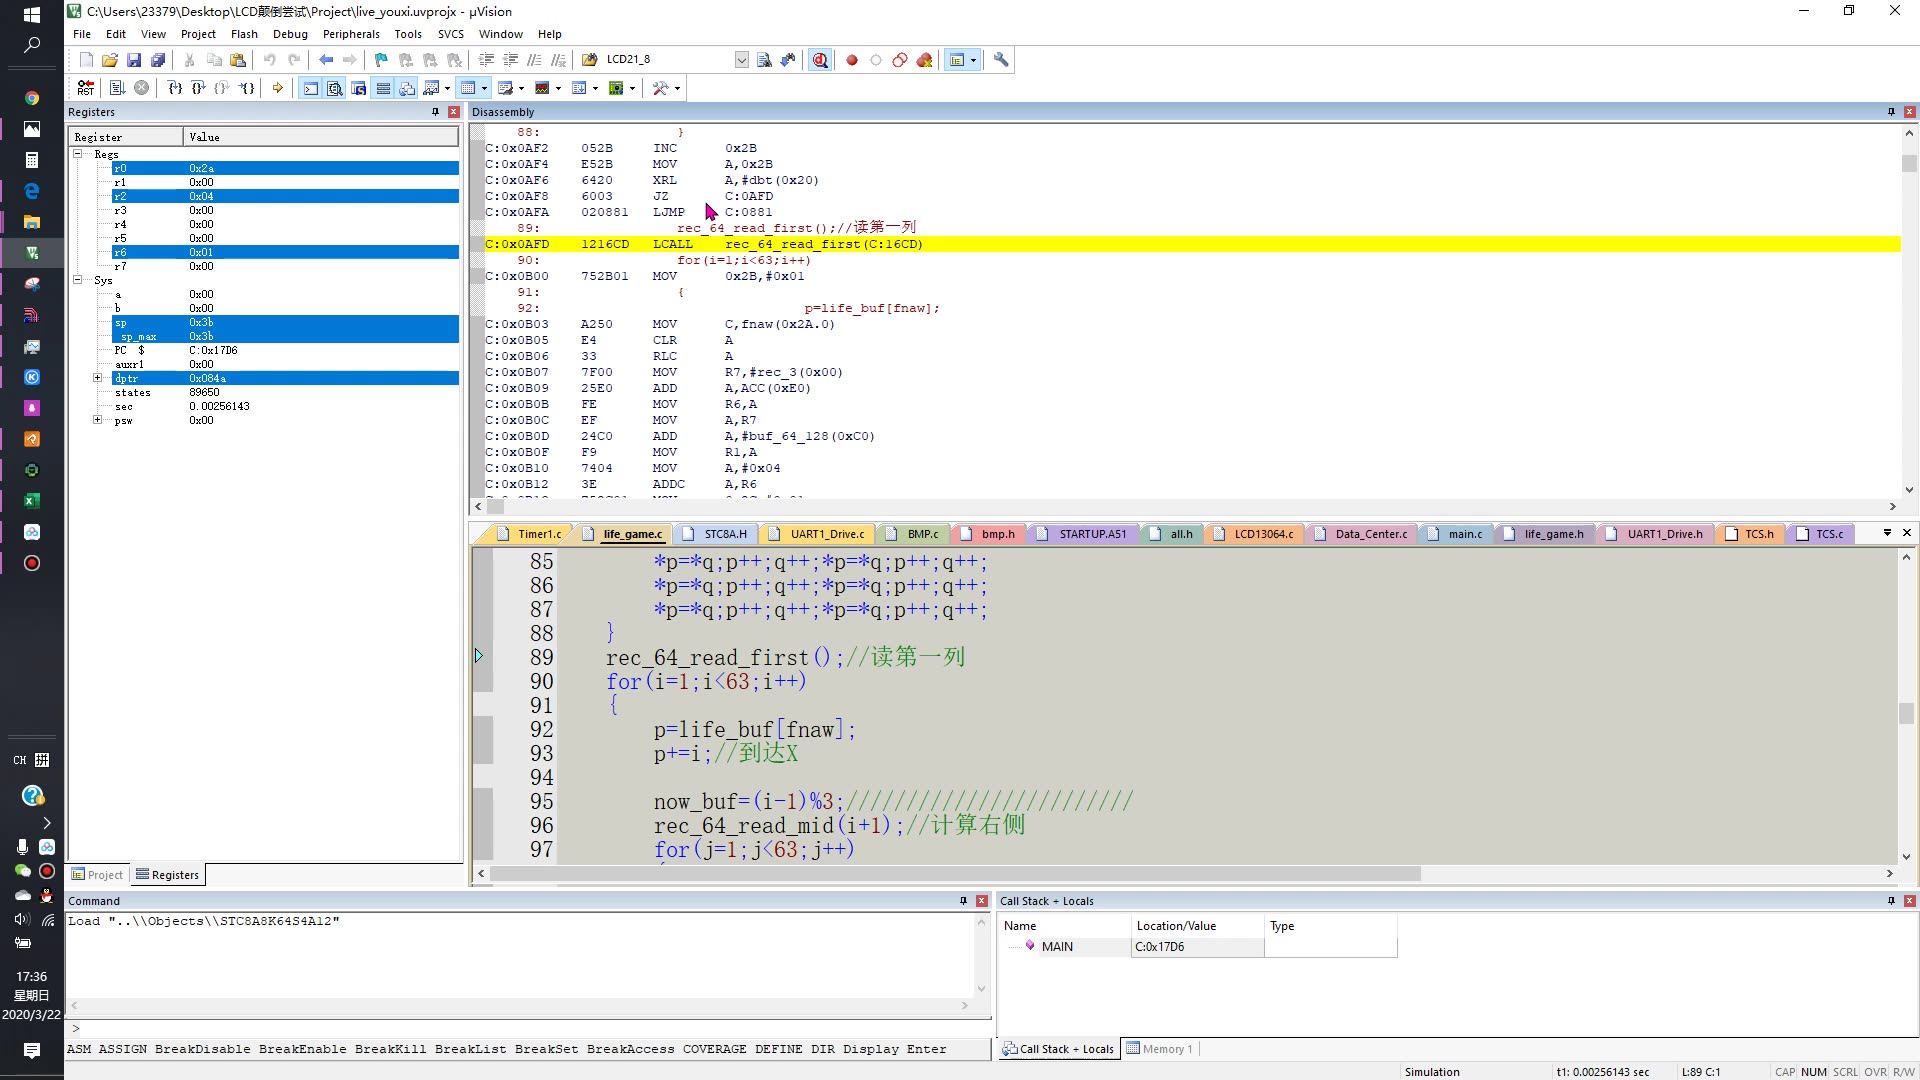 C:\Users\23379\Desktop\LCD颠倒尝试\Project\live_youxi.uvprojx - µVision
File Edit View Project Flash Debug Peripherals Tools SVCS Window Help
LCD21_8
Registers
Register Value
Regs
r0 0x2a
r1 0x00
r2 0x04
r3 0x00
r4 0x00
r5 0x00
r6 0x01
r7 0x00
Sys
a 0x00
b 0x00
sp 0x3b
sp_max 0x3b
PC $ C:0x17D6
auxr1 0x00
dptr 0x084a
states 89650
sec 0.00256143
psw 0x00
Project Registers
Disassembly
88: }
C:0x0AF2 052B INC 0x2B
C:0x0AF4 E52B MOV A,0x2B
C:0x0AF6 6420 XRL A,#dbt(0x20)
C:0x0AF8 6003 JZ C:0AFD
C:0x0AFA 020881 LJMP C:0881
89: rec_64_read_first();//读第一列
C:0x0AFD 1216CD LCALL rec_64_read_first(C:16CD)
90: for(i=1;i<63;i++)
C:0x0B00 752B01 MOV 0x2B,#0x01
91: {
92: p=life_buf[fnaw];
C:0x0B03 A250 MOV C,fnaw(0x2A.0)
C:0x0B05 E4 CLR A
C:0x0B06 33 RLC A
C:0x0B07 7F00 MOV R7,#rec_3(0x00)
C:0x0B09 25E0 ADD A,ACC(0xE0)
C:0x0B0B FE MOV R6,A
C:0x0B0C EF MOV A,R7
C:0x0B0D 24C0 ADD A,#buf_64_128(0xC0)
C:0x0B0F F9 MOV R1,A
C:0x0B10 7404 MOV A,#0x04
C:0x0B12 3E ADDC A,R6
Timer1.c life_game.c STC8A.H UART1_Drive.c BMP.c bmp.h STARTUP.A51 all.h LCD13064.c Data_Center.c main.c life_game.h UART1_Drive.h TCS.h TCS.c
85 *p=*q;p++;q++;*p=*q;p++;q++;
86 *p=*q;p++;q++;*p=*q;p++;q++;
87 *p=*q;p++;q++;*p=*q;p++;q++;
88 }
89 rec_64_read_first();//读第一列
90 for(i=1;i<63;i++)
91 {
92 p=life_buf[fnaw];
93 p+=i;//到达X
94
95 now_buf=(i-1)%3;////////////////////////
96 rec_64_read_mid(i+1);//计算右侧
97 for(j=1;j<63;j++)
Command
Load "..\\Objects\\STC8A8K64S4A12"
>
ASM ASSIGN BreakDisable BreakEnable BreakKill BreakList BreakSet BreakAccess COVERAGE DEFINE DIR Display Enter
Call Stack + Locals
Name Location/Value Type
MAIN C:0x17D6
Call Stack + Locals Memory 1
Simulation t1: 0.00256143 sec L:89 C:1 CAP NUM SCRL OVR R/W
CH 拼
17:36
星期日
2020/3/22